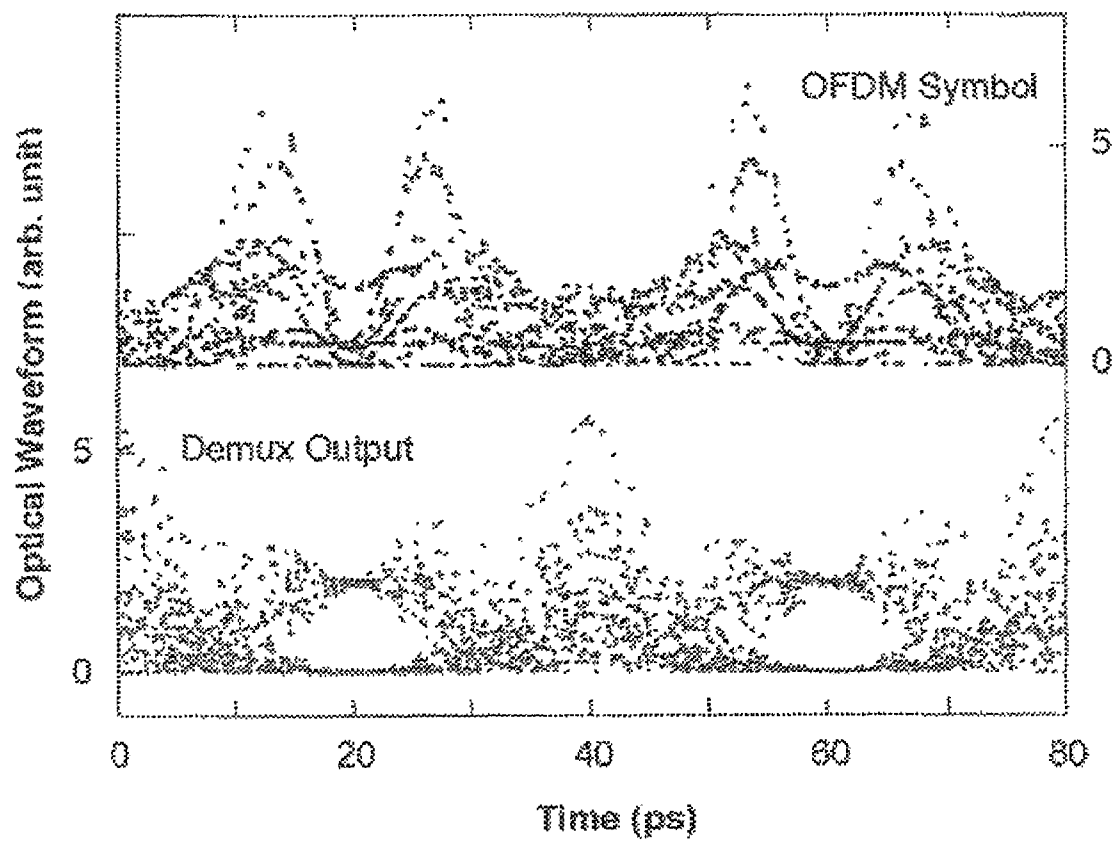 OFDM Symbol
5
0
Optical Waveform (arb. unit)
5
Demux Output
0
0 20 40 60 80
Time (ps)